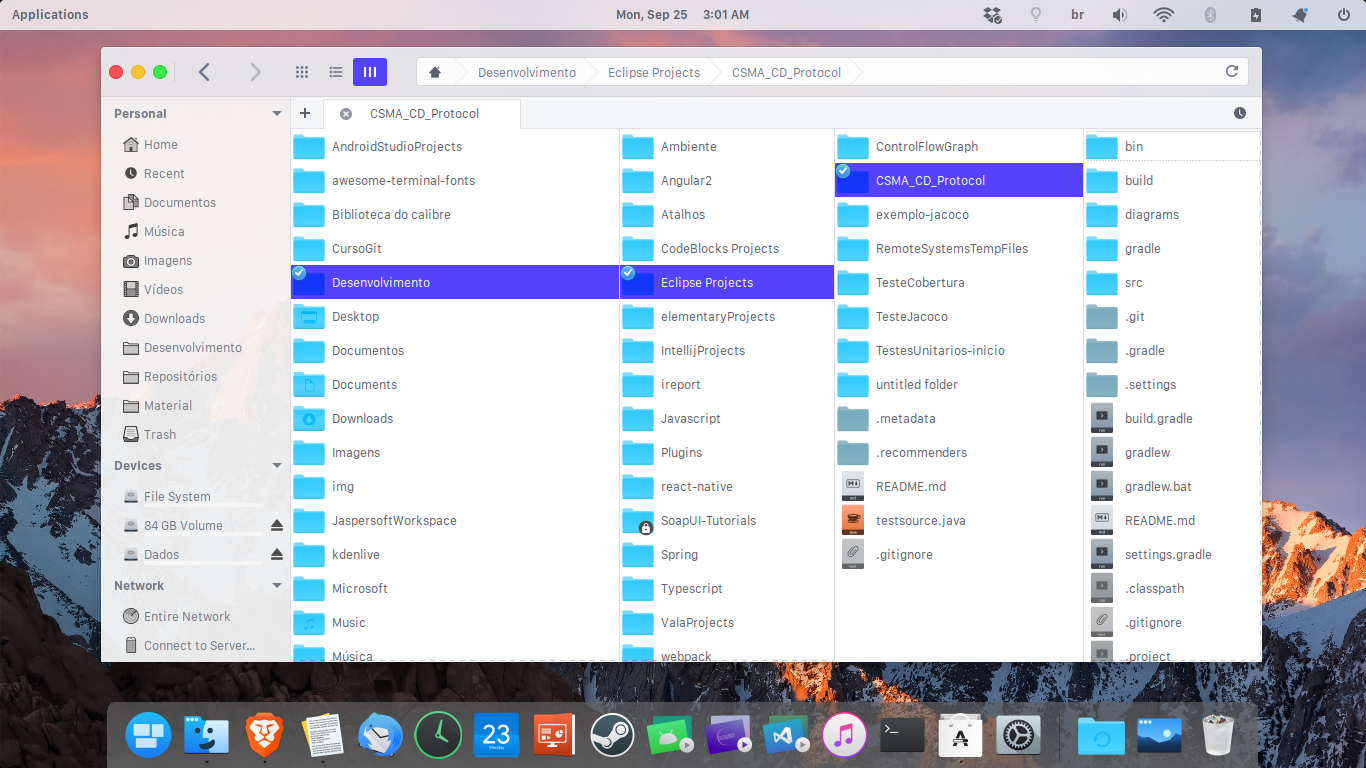 Applications
Mon, Sep 25 3:01 AM
br
Desenvolvimento
Eclipse Projects
CSMA_CD_Protocol
CSMA_CD_Protocol
Personal
Home
Recent
Documentos
Música
Imagens
Vídeos
Downloads
Desenvolvimento
Repositórios
Material
Trash
Devices
File System
84 GB Volume
Dados
Network
Entire Network
Connect to Server...
AndroidStudioProjects
awesome-terminal-fonts
Biblioteca do calibre
CursoGit
Desenvolvimento
Desktop
Documentos
Documents
Downloads
Imagens
img
JaspersoftWorkspace
kdenlive
Microsoft
Music
Música
Ambiente
Angular2
Atalhos
CodeBlocks Projects
Eclipse Projects
elementaryProjects
IntellijProjects
ireport
Javascript
Plugins
react-native
SoapUI-Tutorials
Spring
Typescript
ValaProjects
webpack
ControlFlowGraph
CSMA_CD_Protocol
exemplo-jacoco
RemoteSystemsTempFiles
TesteCobertura
TesteJacoco
TestesUnitarios-inicio
untitled folder
.metadata
.recommenders
README.md
testsource.java
.gitignore
bin
build
diagrams
gradle
src
.git
.gradle
.settings
build.gradle
gradlew
gradlew.bat
README.md
settings.gradle
.classpath
.gitignore
.project
23
Monday